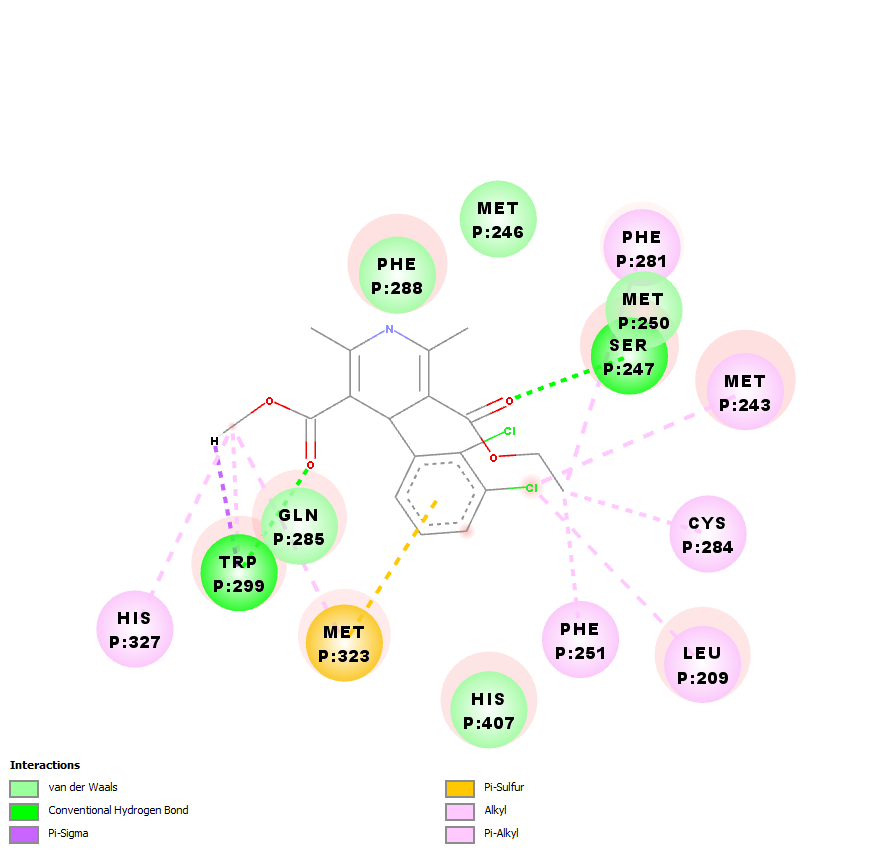 MET
P:246
PHE
P:281
PHE
P:288
MET
P:250
SER
P:247
N
MET
P:243
O
O
Cl
H
O
O
Cl
GLN
P:285
CYS
P:284
TRP
P:299
HIS
P:327
MET
P:323
PHE
P:251
LEU
P:209
HIS
P:407
Interactions
van der Waals
Conventional Hydrogen Bond
Pi-Sigma
Pi-Sulfur
Alkyl
Pi-Alkyl